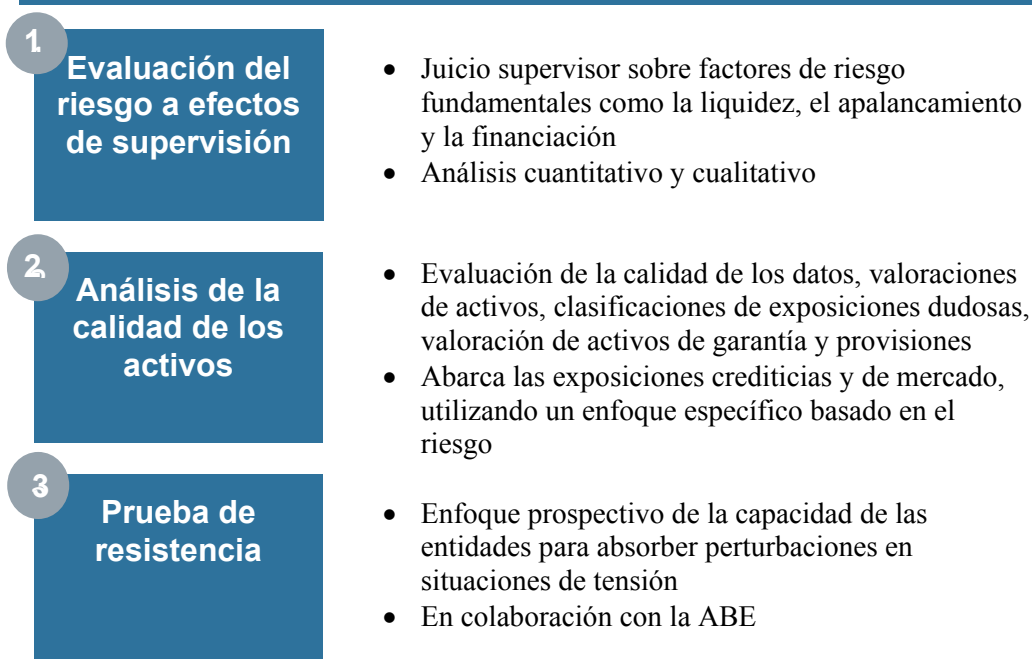 1
Evaluación del
riesgo a efectos
de supervisión
• Juicio supervisor sobre factores de riesgo
fundamentales como la liquidez, el apalancamiento
y la financiación
• Análisis cuantitativo y cualitativo
2
Análisis de la
calidad de los
activos
• Evaluación de la calidad de los datos, valoraciones
de activos, clasificaciones de exposiciones dudosas,
valoración de activos de garantía y provisiones
• Abarca las exposiciones crediticias y de mercado,
utilizando un enfoque específico basado en el
riesgo
3
Prueba de
resistencia
• Enfoque prospectivo de la capacidad de las
entidades para absorber perturbaciones en
situaciones de tensión
• En colaboración con la ABE